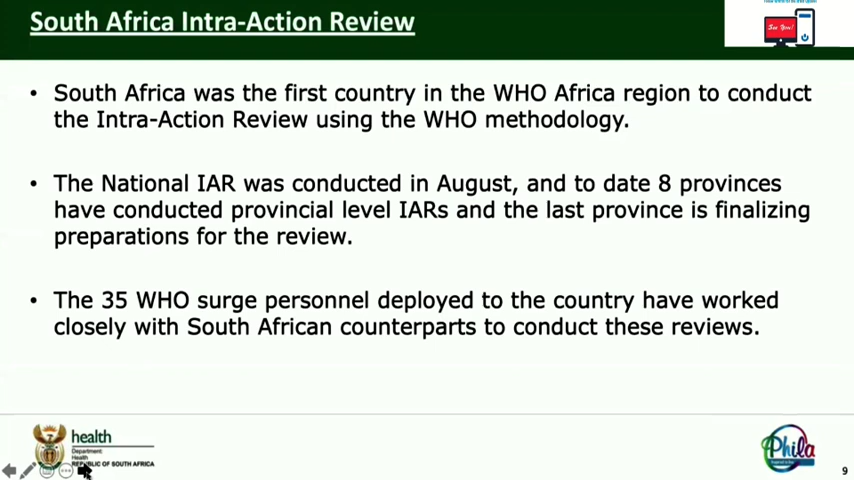 South Africa Intra-Action Review
See You!
• South Africa was the first country in the WHO Africa region to conduct
the Intra-Action Review using the WHO methodology.
• The National IAR was conducted in August, and to date 8 provinces
have conducted provincial level IARs and the last province is finalizing
preparations for the review.
• The 35 WHO surge personnel deployed to the country have worked
closely with South African counterparts to conduct these reviews.
health
Department:
Health
REPUBLIC OF SOUTH AFRICA
Phila
9